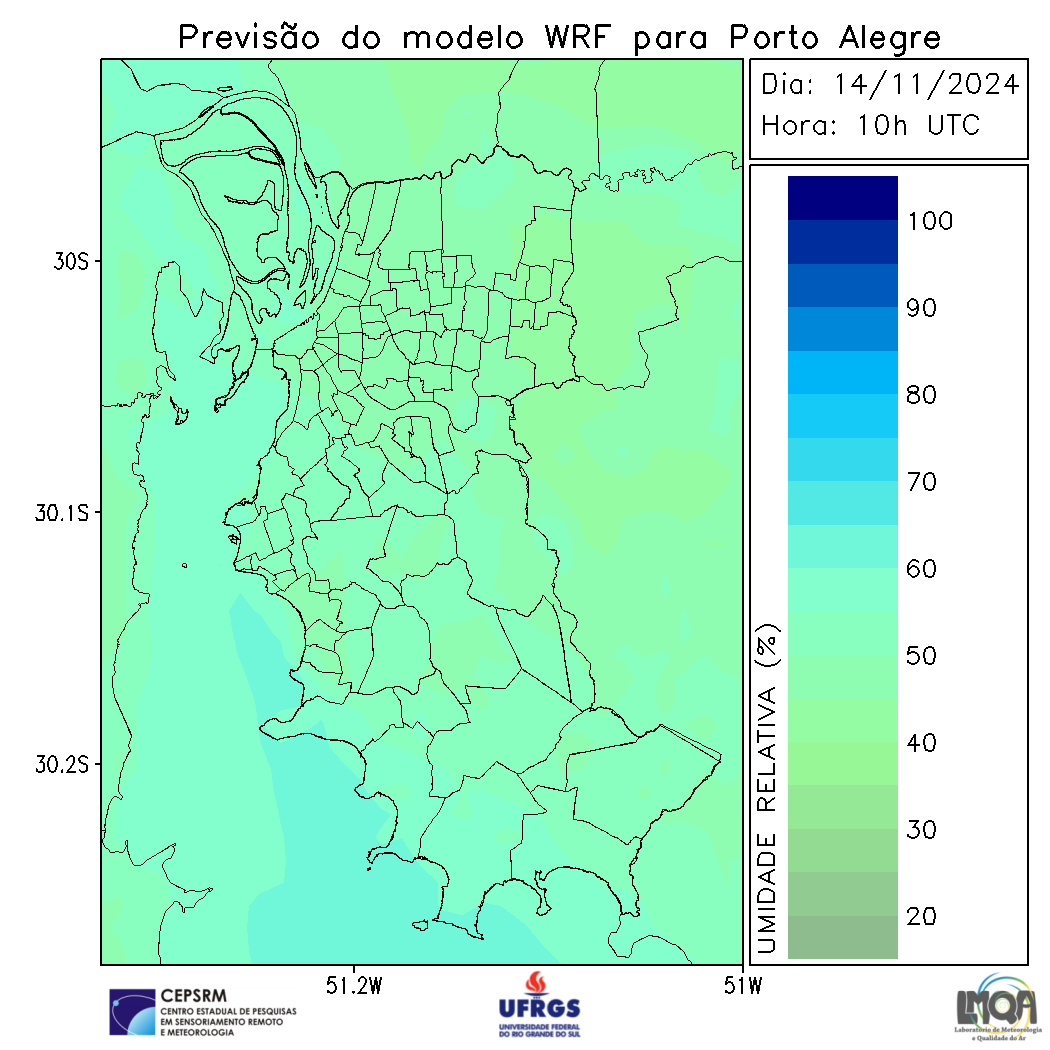 Previsão do modelo WRF para Porto Alegre
Dia: 14/11/2024
Hora: 10h UTC
100
90
80
70
60
50
40
30
20
UMIDADE RELATIVA (%)
30S
30.1S
30.2S
51.2W
51W
CEPSRM
CENTRO ESTADUAL DE PESQUISAS
EM SENSORIAMENTO REMOTO
E METEOROLOGIA
UFRGS
UNIVERSIDADE FEDERAL
DO RIO GRANDE DO SUL
LMQA
Laboratório de Meteorologia
e Qualidade do Ar